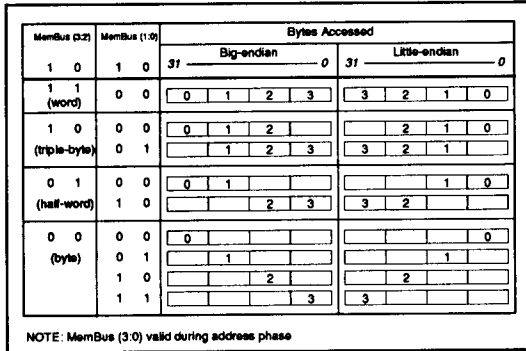 Bytes Accessed
MemBus (3:2) MemBus (1:0)
Big-endian Little-endian
31 0 31 0
1 0 1 0
1 1 0 0 0 1 2 3 3 2 1 0
(word)
1 0 0 0 0 1 2 2 1 0
(triple-byte) 0 1 1 2 3 3 2 1
0 1 0 0 0 1 1 0
(half-word) 1 0 2 3 3 2
0 0 0 0 0 0
(byte) 0 1 1 1
1 0 2 2
1 1 3 3
NOTE: MemBus (3:0) valid during address phase